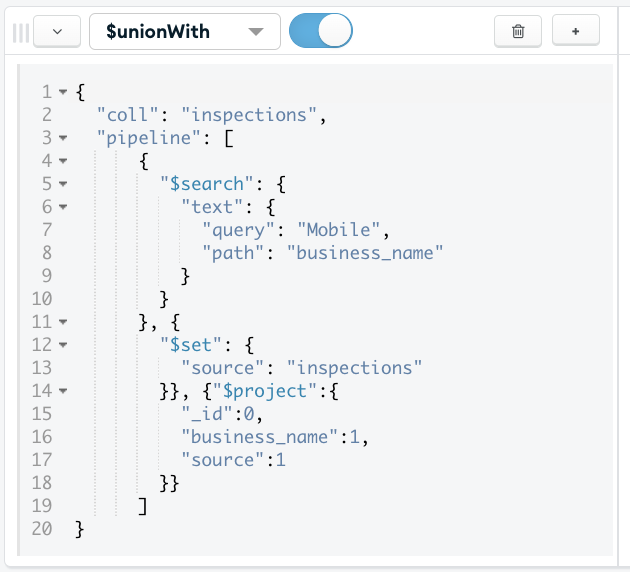 $unionWith
+
1 {
2   "coll": "inspections",
3   "pipeline": [
4       {
5         "$search": {
6           "text": {
7             "query": "Mobile",
8             "path": "business_name"
9           }
10         }
11       }, {
12         "$set": {
13           "source": "inspections"
14         }}, {"$project":{
15           "_id":0,
16           "business_name":1,
17           "source":1
18         }}
19       ]
20 }